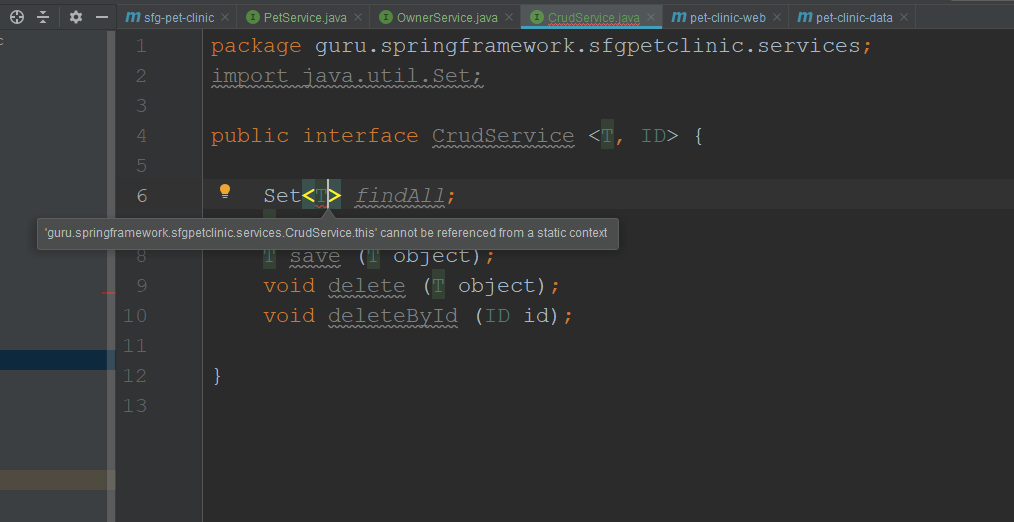 c
m sfg-pet-clinic × I PetService.java × I OwnerService.java × I CrudService.java × m pet-clinic-web × m pet-clinic-data ×
1 package guru.springframework.sfgpetclinic.services;
2 import java.util.Set;
3
4 public interface CrudService <T, ID> {
5
6 Set<T> findAll;
'guru.springframework.sfgpetclinic.services.CrudService.this' cannot be referenced from a static context
8 T save (T object);
9 void delete (T object);
10 void deleteById (ID id);
11
12 }
13